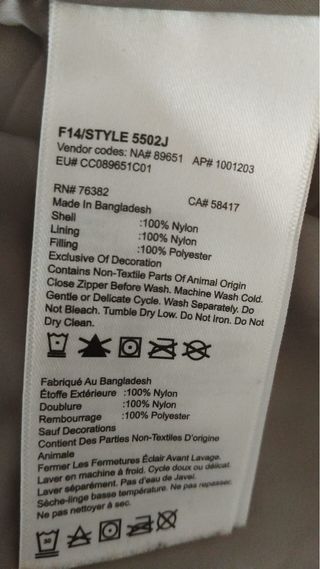 F14/STYLE 5502J
Vendor codes: NA# 89651 AP# 1001203
EU# CC089651C01
RN# 76382 CA# 58417
Made In Bangladesh
Shell :100% Nylon
Lining :100% Nylon
Filling :100% Polyester
Exclusive Of Decoration
Contains Non-Textile Parts Of Animal Origin
Close Zipper Before Wash. Machine Wash Cold.
Gentle or Delicate Cycle. Wash Separately. Do
Not Bleach. Tumble Dry Low. Do Not Iron. Do Not
Dry Clean.
Fabriqué Au Bangladesh
Étoffe Extérieure :100% Nylon
Doublure :100% Nylon
Rembourrage :100% Polyester
Sauf Decorations
Contient Des Parties Non-Textiles D'origine
Animale
Fermer Les Fermetures Éclair Avant Lavage.
Laver en machine à froid. Cycle doux ou délicat.
Laver séparément. Pas d'eau de Javel.
Sèche-linge basse température. Ne pas repasser.
Ne pas nettoyer à sec.